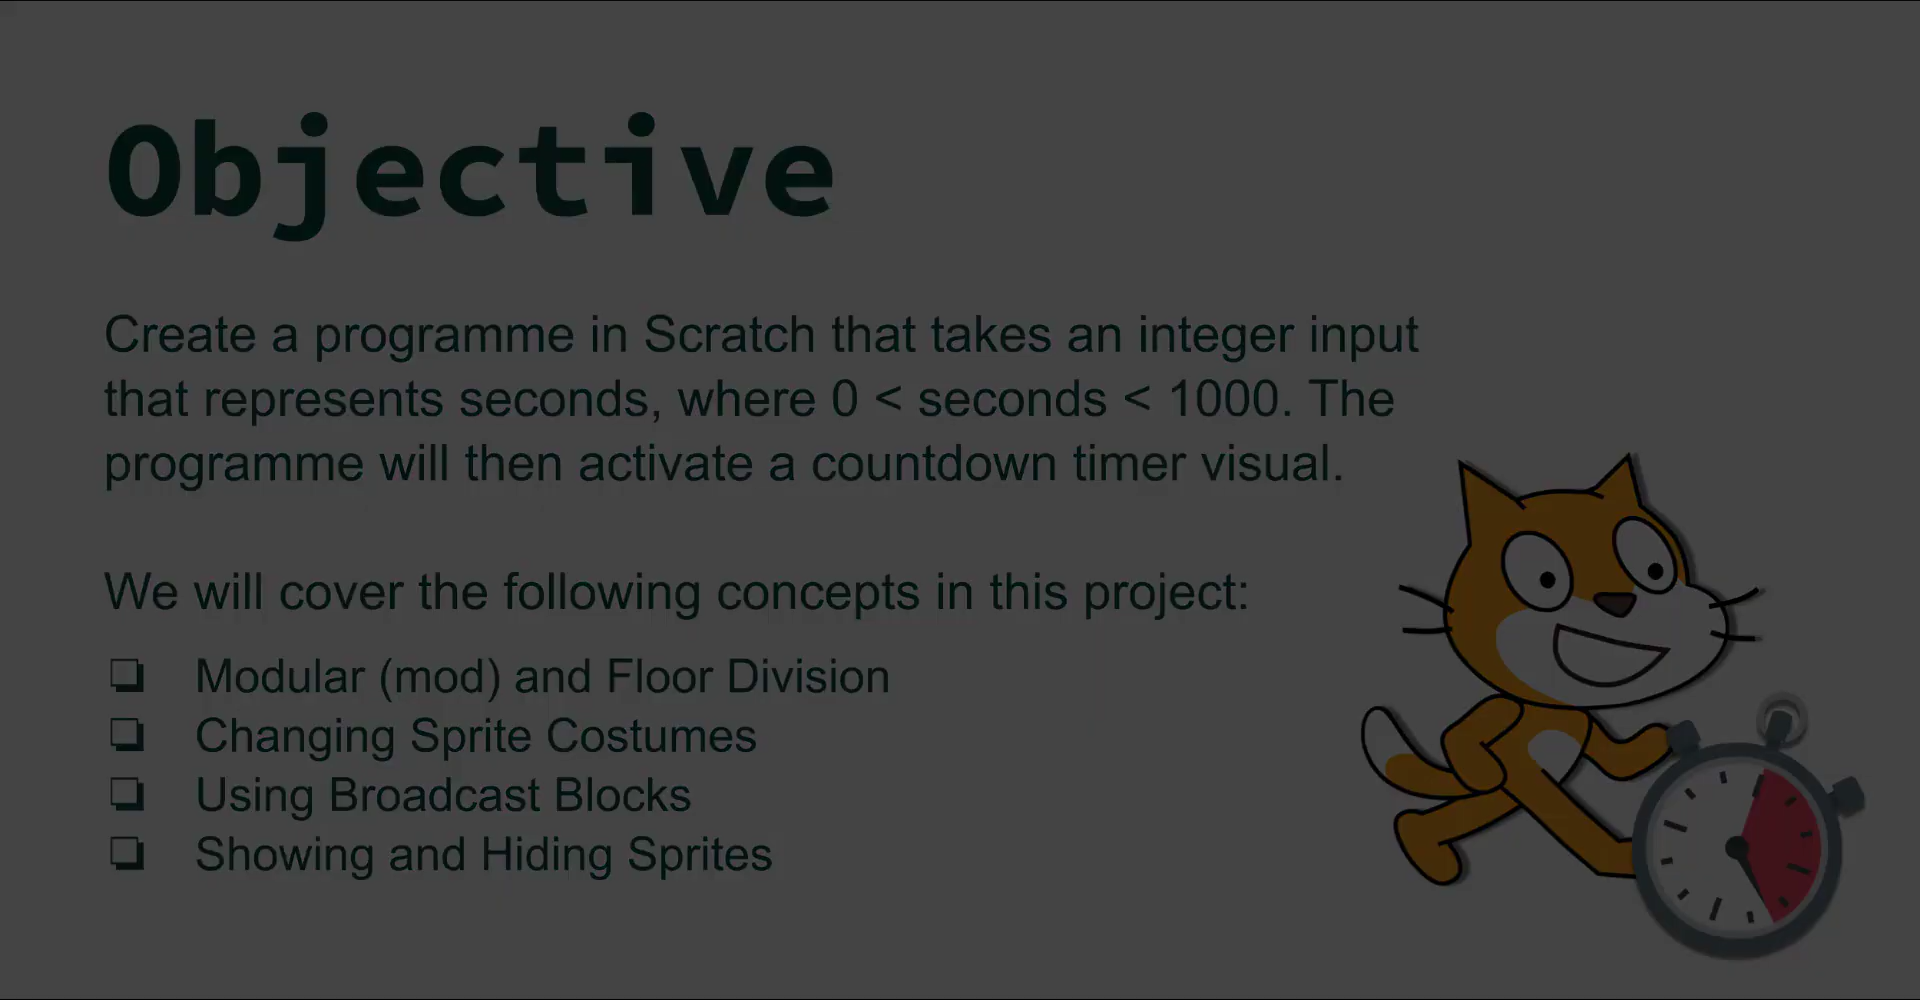 Objective
Create a programme in Scratch that takes an integer input
that represents seconds, where 0 < seconds < 1000. The
programme will then activate a countdown timer visual.
We will cover the following concepts in this project:
❏ Modular (mod) and Floor Division
❏ Changing Sprite Costumes
❏ Using Broadcast Blocks
❏ Showing and Hiding Sprites